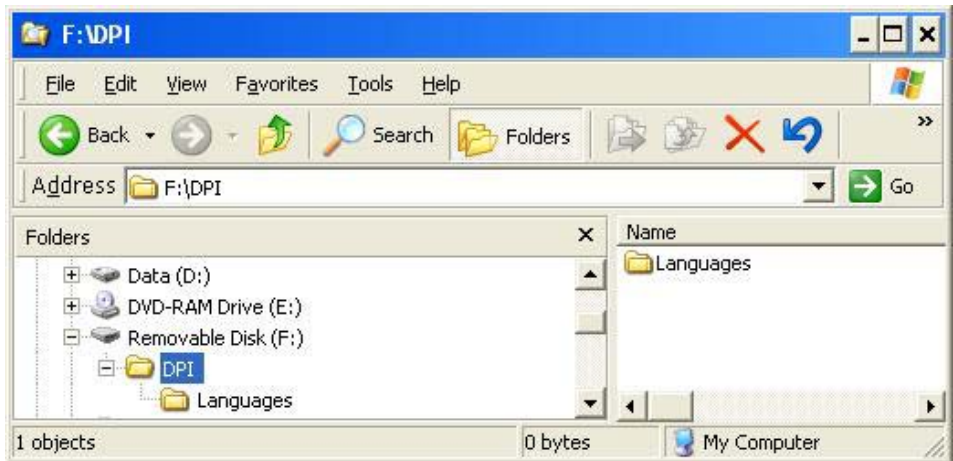 F:\DPI
File Edit View Favorites Tools Help
Back Search Folders »
Address F:\DPI Go
Folders x Name
Data (D:) Languages
DVD-RAM Drive (E:)
Removable Disk (F:)
DPI
Languages
1 objects 0 bytes My Computer